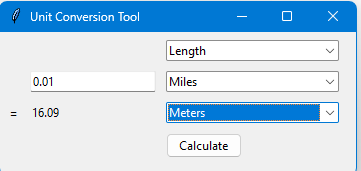 Unit Conversion Tool
Length
0.01 Miles
= 16.09 Meters
Calculate